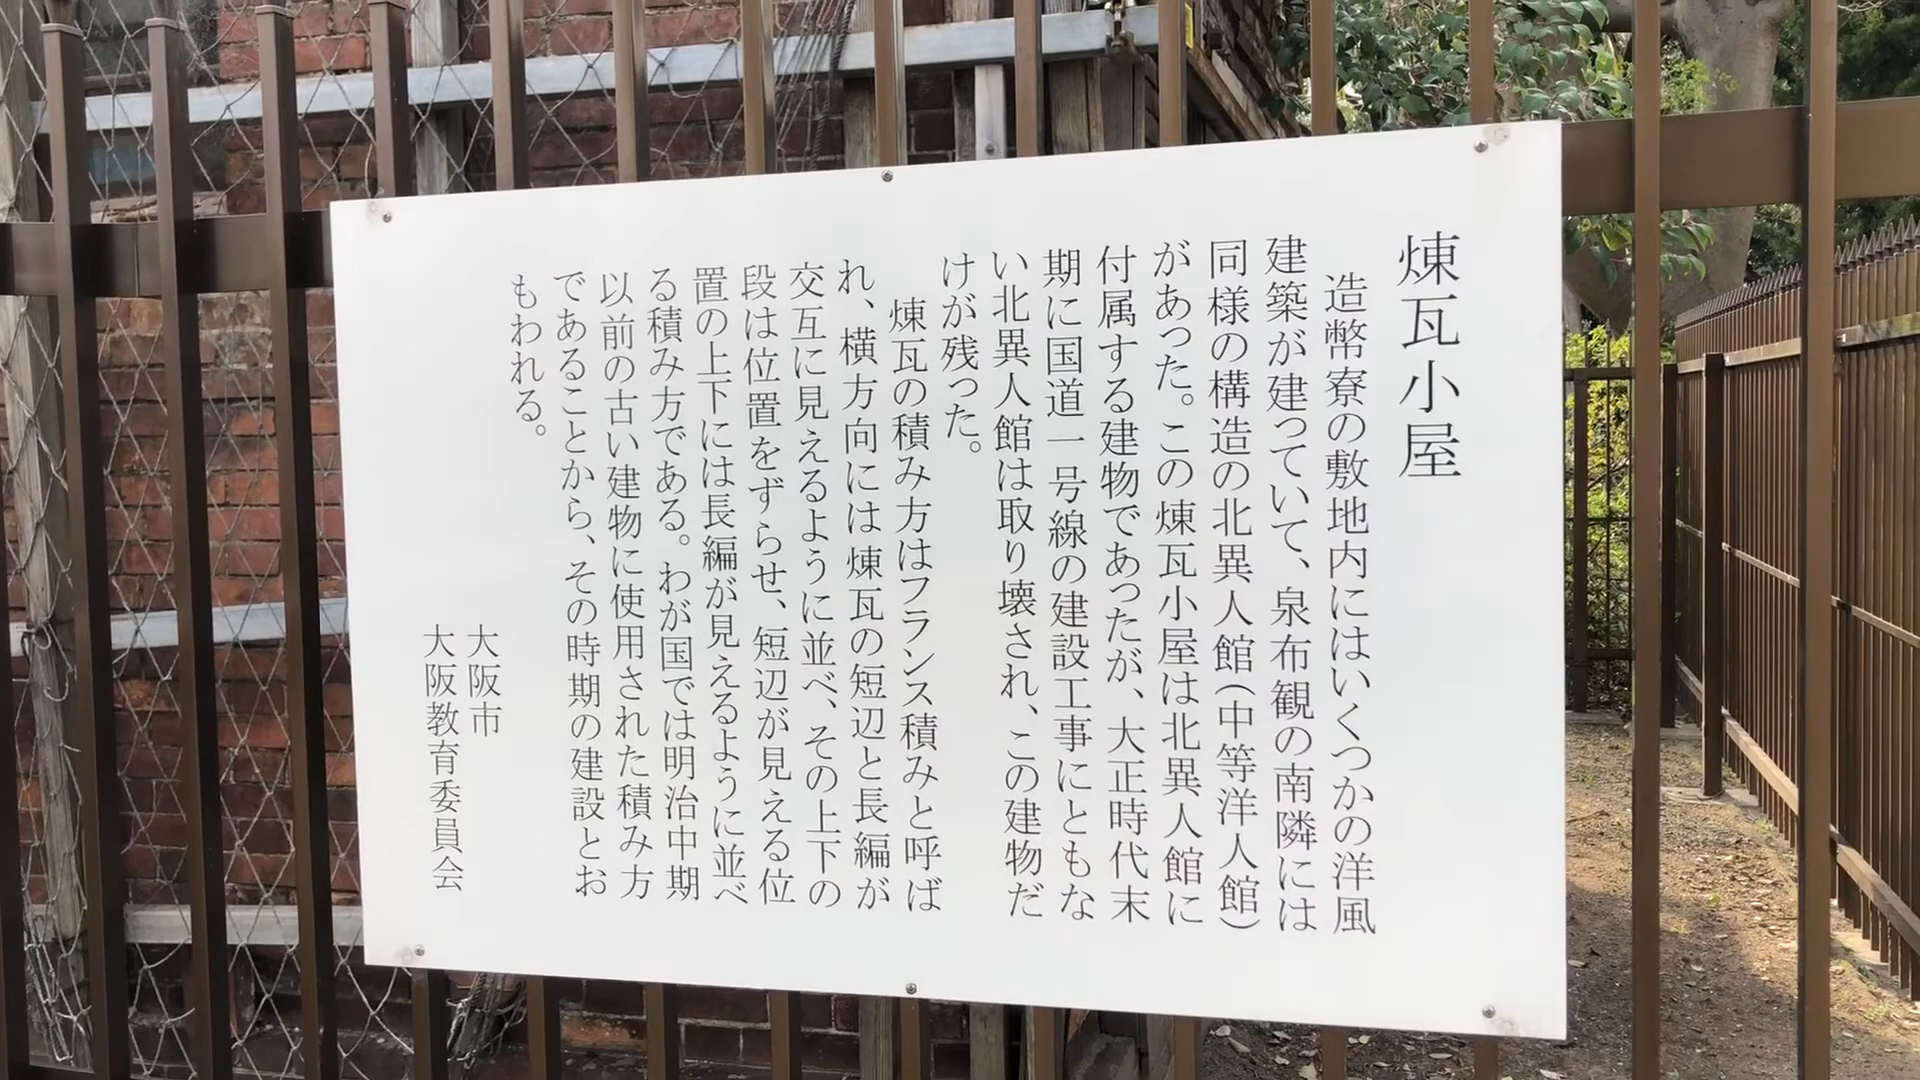 煉瓦小屋
造幣寮の敷地内にはいくつかの洋風
建築が建っていて、泉布観の南隣には
同様の構造の北異人館（中等洋人館）
があった。この煉瓦小屋は北異人館に
付属する建物であったが、大正時代末
期に国道一号線の建設工事にともな
い北異人館は取り壊され、この建物だ
けが残った。
煉瓦の積み方はフランス積みと呼ば
れ、横方向には煉瓦の短辺と長編が
交互に見えるように並べ、その上下の
段は位置をずらせ、短辺が見える位
置の上下には長編が見えるように並べ
る積み方である。わが国では明治中期
以前の古い建物に使用された積み方
であることから、その時期の建設とお
もわれる。
大阪市
大阪教育委員会